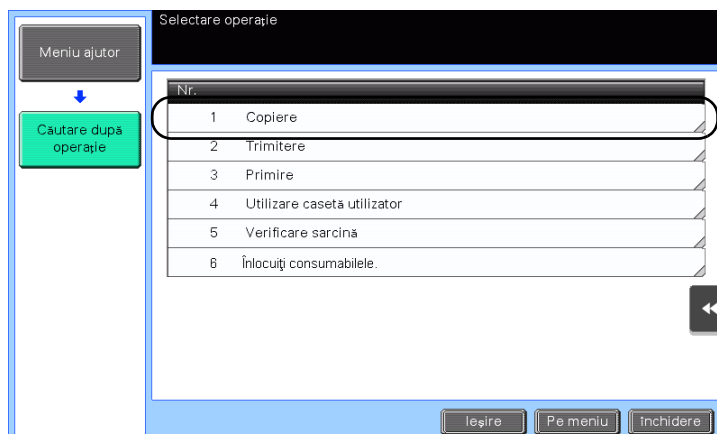 Selectare operație
Meniu ajutor
Căutare după
operație
Nr.
1 Copiere
2 Trimitere
3 Primire
4 Utilizare casetă utilizator
5 Verificare sarcină
6 Înlocuiţi consumabilele.
Ieșire
Pe meniu
închidere